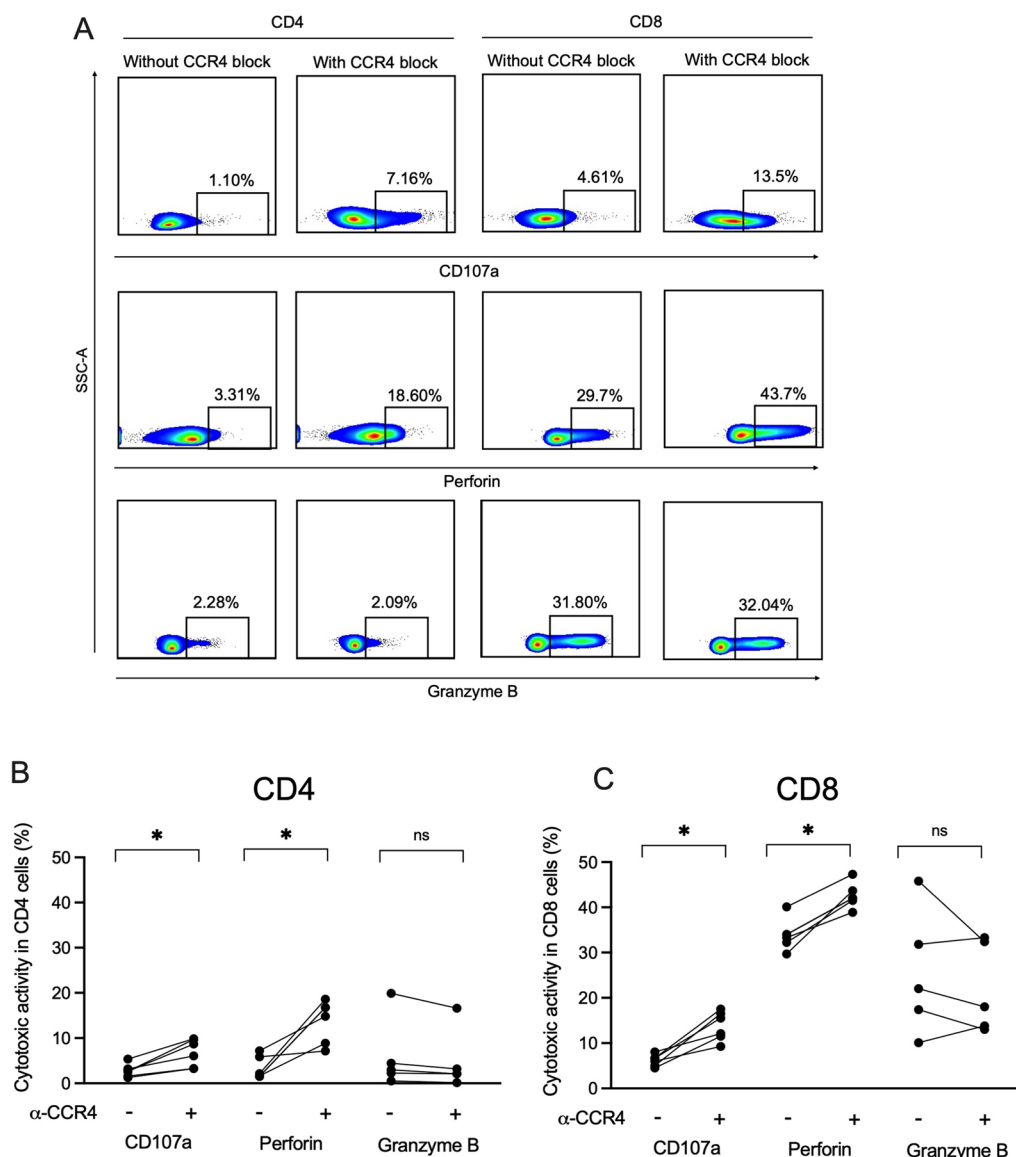 A
CD4
CD8
Without CCR4 block
With CCR4 block
Without CCR4 block
With CCR4 block
1.10%
7.16%
4.61%
13.5%
CD107a
SSC-A
3.31%
18.60%
29.7%
43.7%
Perforin
2.28%
2.09%
31.80%
32.04%
Granzyme B
B
CD4
Cytotoxic activity in CD4 cells (%)
*
*
ns
50
40
30
20
10
0
α-CCR4
-
+
-
+
-
+
CD107a
Perforin
Granzyme B
C
CD8
Cytotoxic activity in CD8 cells (%)
*
*
ns
50
40
30
20
10
0
-
+
-
+
-
+
CD107a
Perforin
Granzyme B